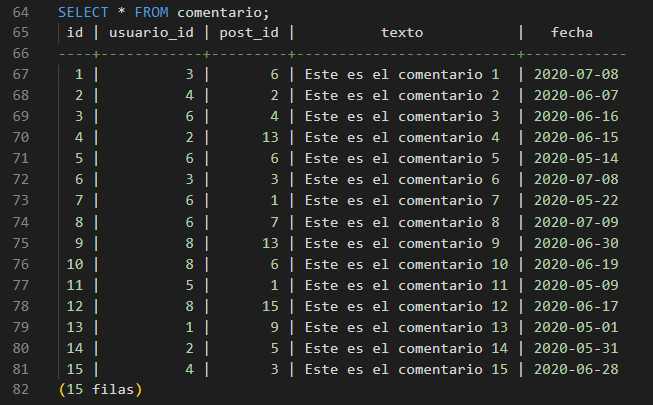 64 SELECT * FROM comentario;
65 id | usuario_id | post_id |          texto          |   fecha
66 ----+------------+---------+-------------------------+------------
67  1 |          3 |       6 | Este es el comentario 1  | 2020-07-08
68  2 |          4 |       2 | Este es el comentario 2  | 2020-06-07
69  3 |          6 |       4 | Este es el comentario 3  | 2020-06-16
70  4 |          2 |      13 | Este es el comentario 4  | 2020-06-15
71  5 |          6 |       6 | Este es el comentario 5  | 2020-05-14
72  6 |          3 |       3 | Este es el comentario 6  | 2020-07-08
73  7 |          6 |       1 | Este es el comentario 7  | 2020-05-22
74  8 |          6 |       7 | Este es el comentario 8  | 2020-07-09
75  9 |          8 |      13 | Este es el comentario 9  | 2020-06-30
76 10 |          8 |       6 | Este es el comentario 10 | 2020-06-19
77 11 |          5 |       1 | Este es el comentario 11 | 2020-05-09
78 12 |          8 |      15 | Este es el comentario 12 | 2020-06-17
79 13 |          1 |       9 | Este es el comentario 13 | 2020-05-01
80 14 |          2 |       5 | Este es el comentario 14 | 2020-05-31
81 15 |          4 |       3 | Este es el comentario 15 | 2020-06-28
82 (15 filas)